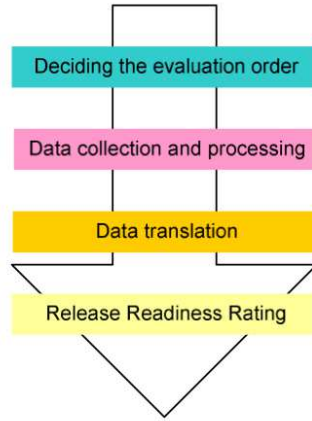 Deciding the evaluation order
Data collection and processing
Data translation
Release Readiness Rating